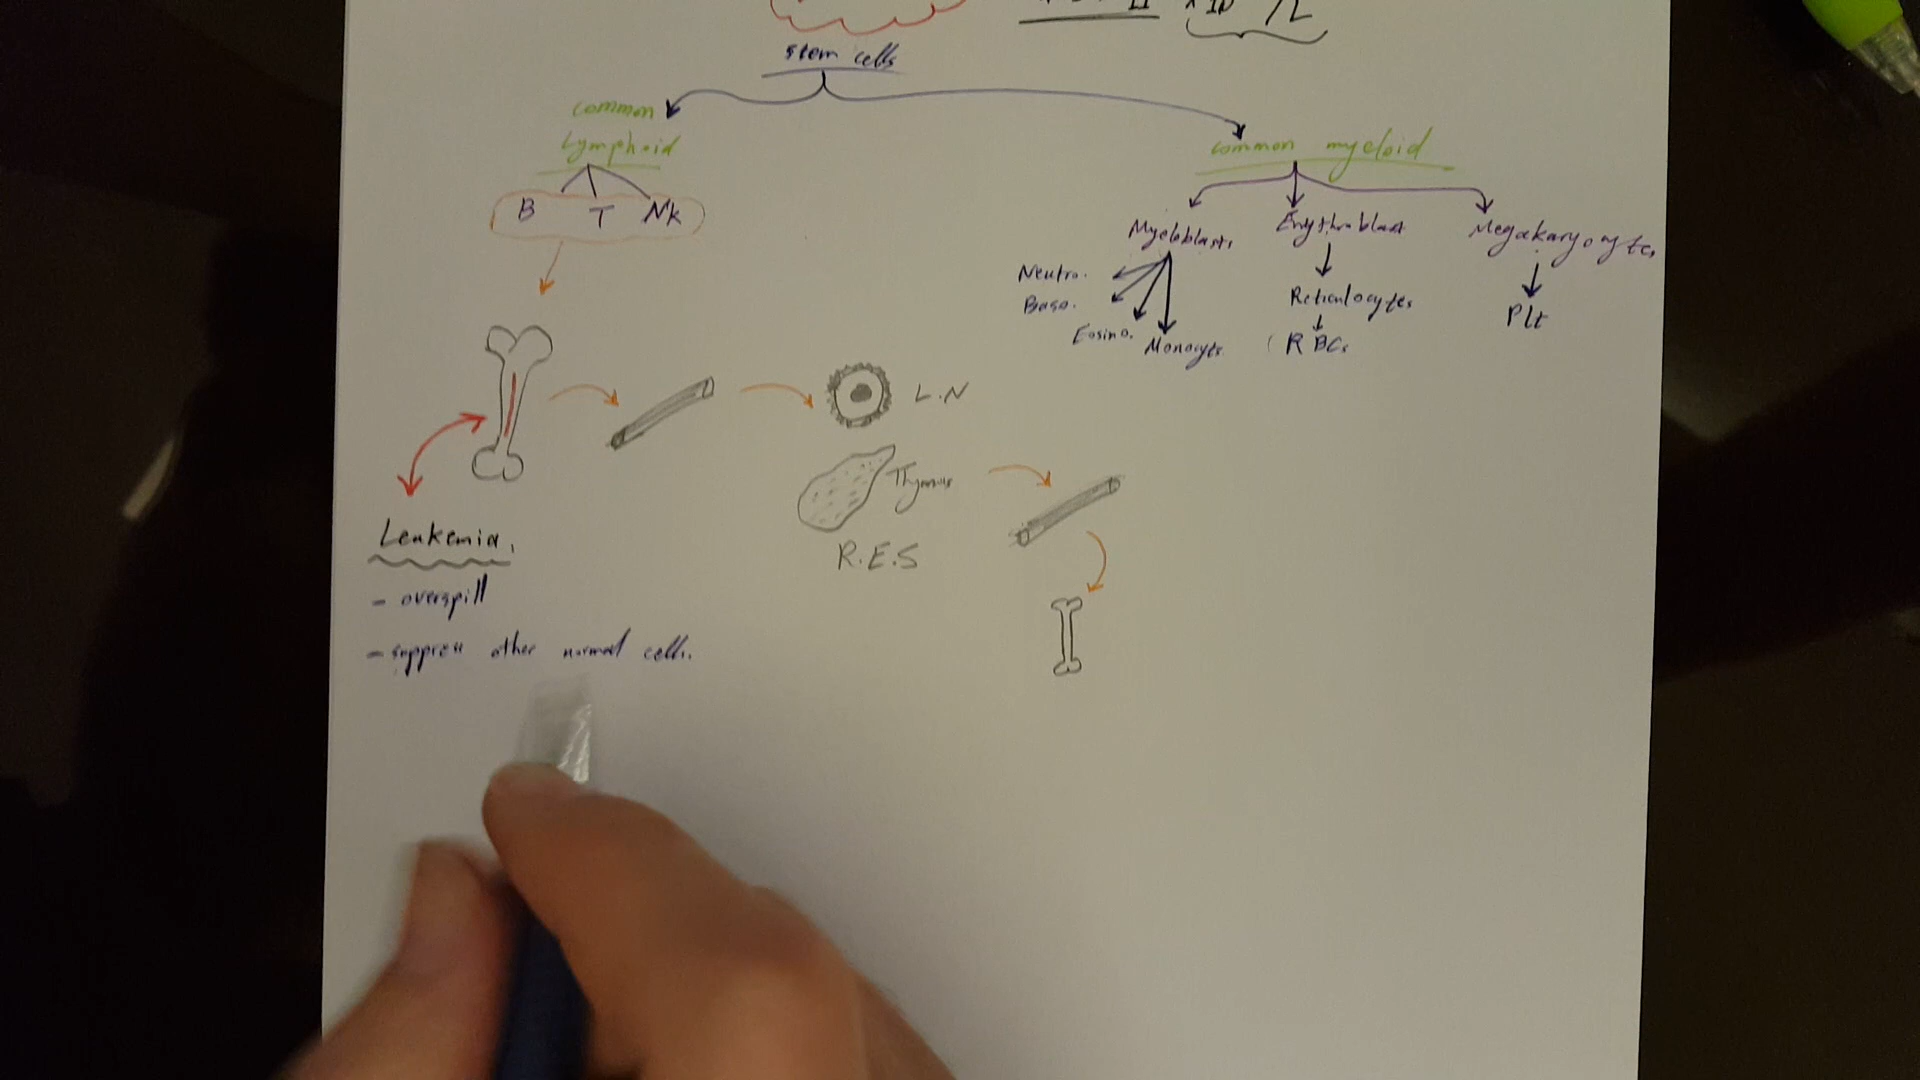 stem cells
common
Lymphoid
common myeloid
B T NK
Myeloblasts
Erythroblast
Megakaryocytes
Neutro.
Baso.
Eosino.
Monocyts
Reticulocytes
RBCs
Plt
L.N
Thymus
R.E.S
Leukemia,
- overspill
- suppress other normal cells.